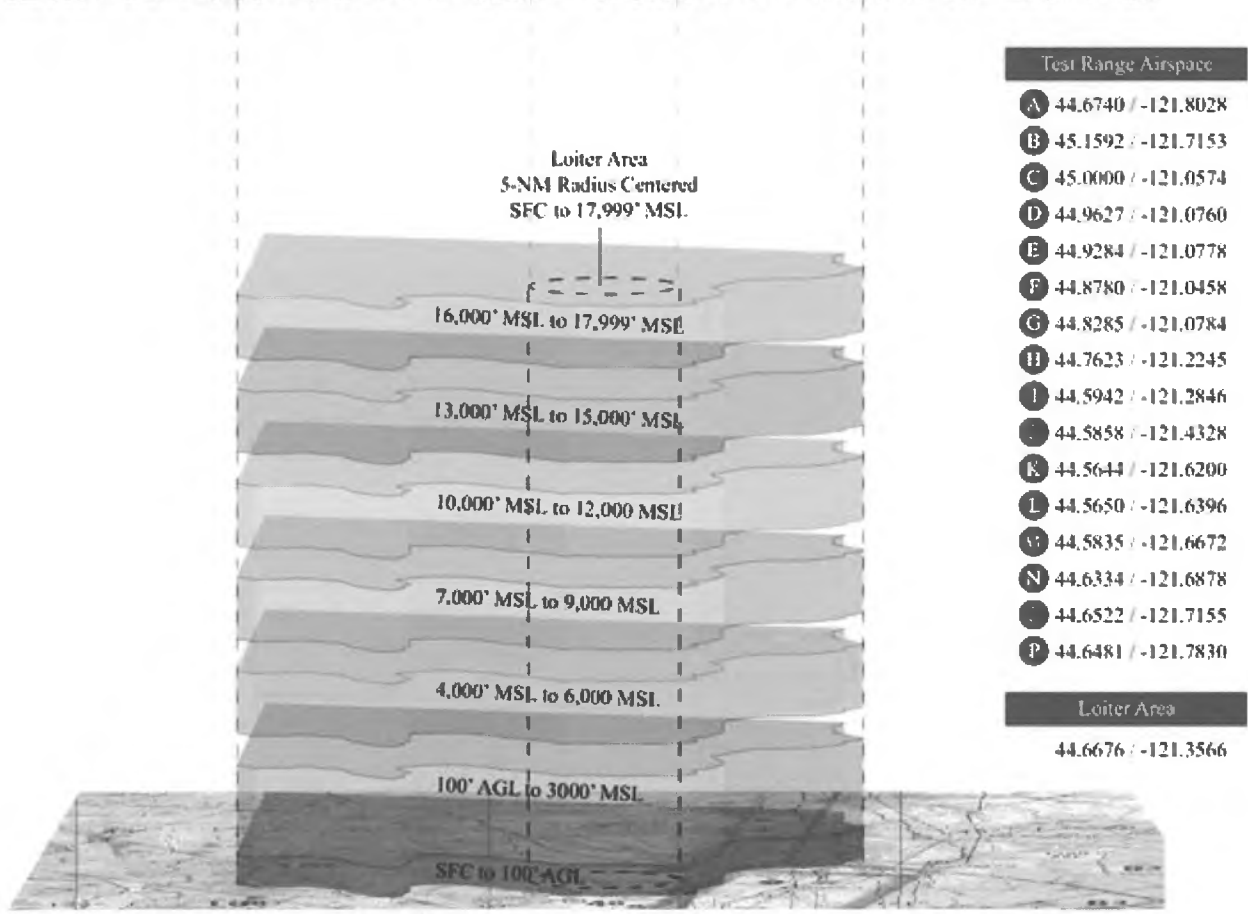 Loiter Area
5-NM Radius Centered
SFC to 17,999' MSL
16,000' MSL to 17,999' MSL
13,000' MSL to 15,000' MSL
10,000' MSL to 12,000 MSL
7,000' MSL to 9,000 MSL
4,000' MSL to 6,000 MSL
100' AGL to 3000' MSL
SFC to 100' AGL
Test Range Airspace
A 44.6740 / -121.8028
B 45.1592 / -121.7153
C 45.0000 / -121.0574
D 44.9627 / -121.0760
E 44.9284 / -121.0778
F 44.8780 / -121.0458
G 44.8285 / -121.0784
H 44.7623 / -121.2245
I 44.5942 / -121.2846
44.5858 / -121.4328
K 44.5644 / -121.6200
L 44.5650 / -121.6396
44.5835 / -121.6672
N 44.6334 / -121.6878
44.6522 / -121.7155
P 44.6481 / -121.7830
Loiter Area
44.6676 / -121.3566